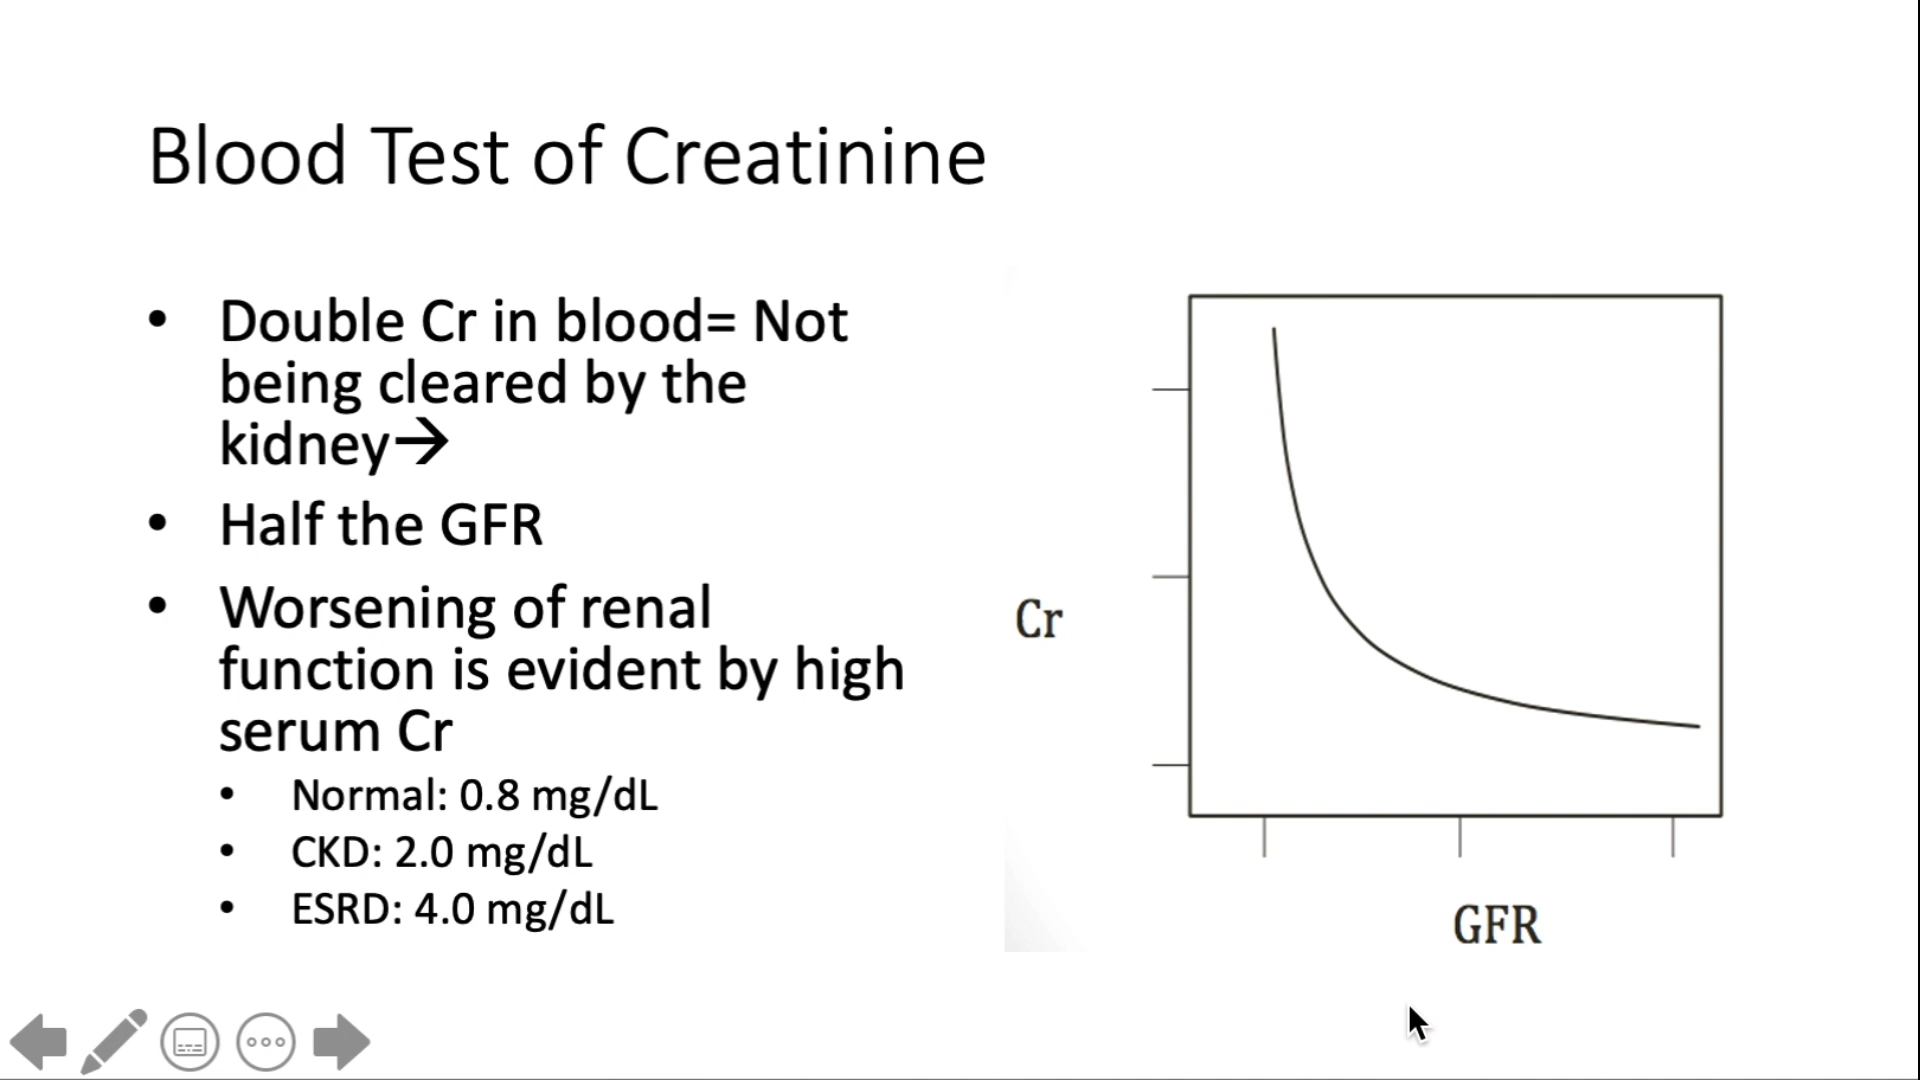 Blood Test of Creatinine
• Double Cr in blood= Not
being cleared by the
kidney→
• Half the GFR
• Worsening of renal
function is evident by high
serum Cr
• Normal: 0.8 mg/dL
• CKD: 2.0 mg/dL
• ESRD: 4.0 mg/dL
Cr
GFR